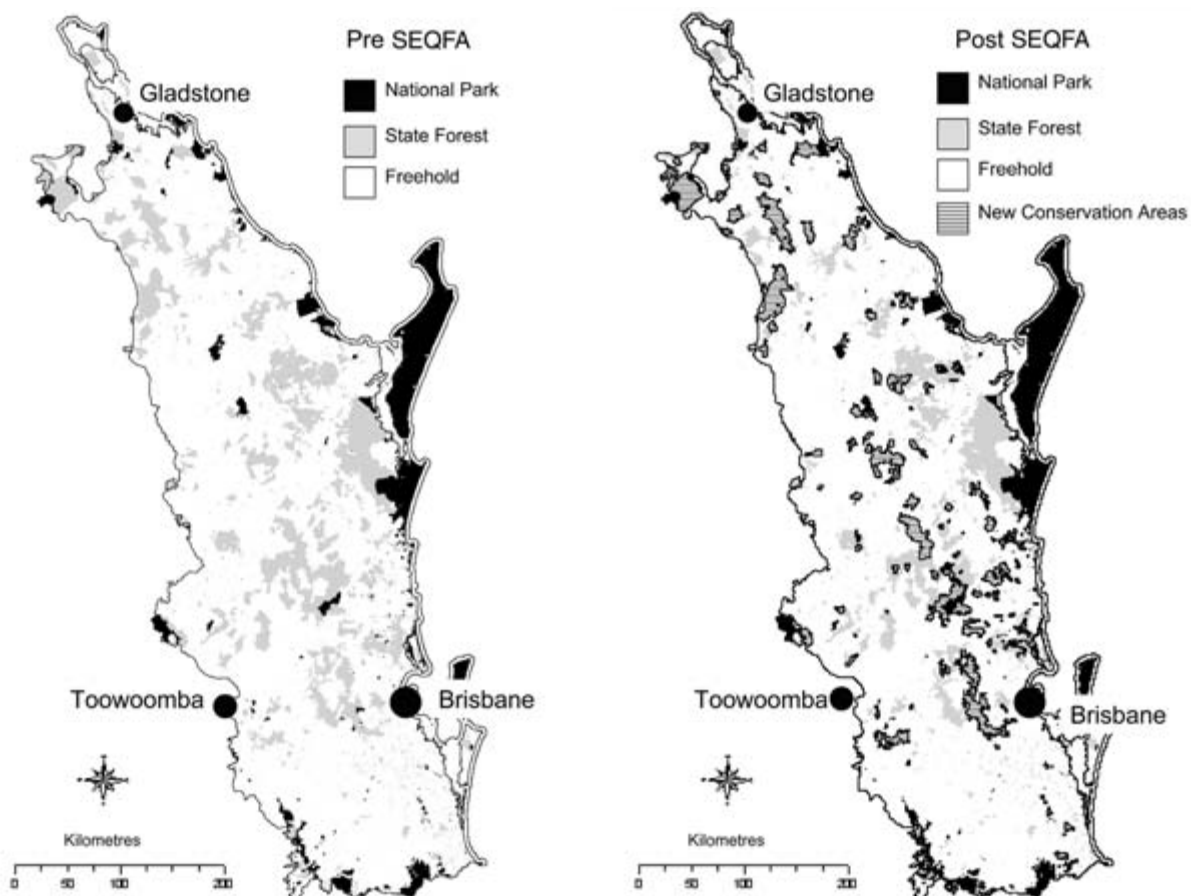 Pre SEQFA
National Park
State Forest
Freehold
Gladstone
Toowoomba
Brisbane
Kilometres
0 50 100 200
Post SEQFA
National Park
State Forest
Freehold
New Conservation Areas
Gladstone
Toowoomba
Brisbane
Kilometres
0 50 100 200